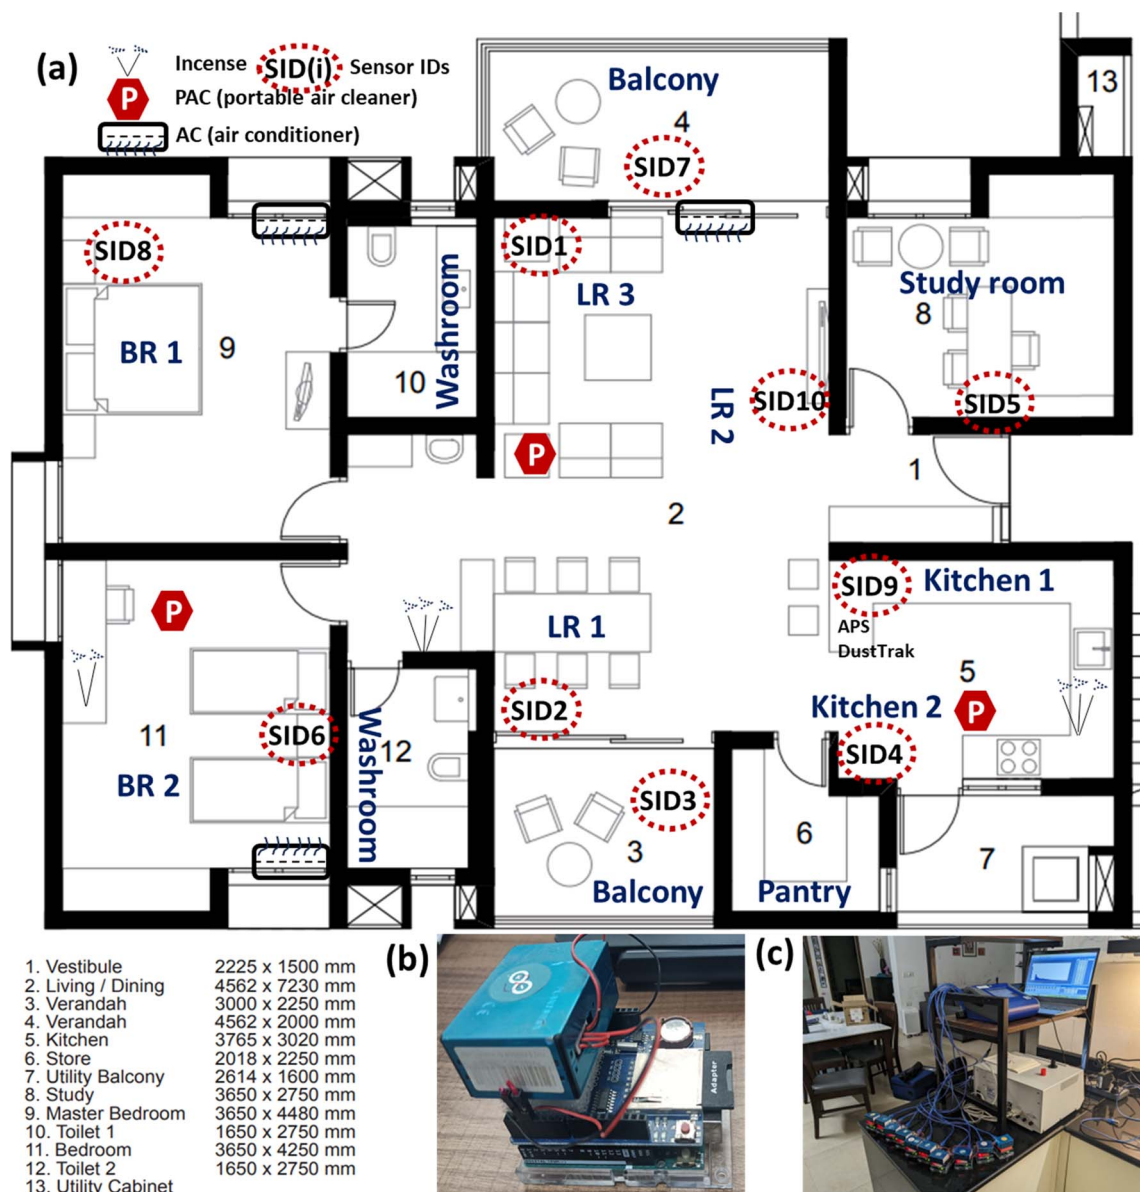 (a)
Incense SID(i) Sensor IDs
P PAC (portable air cleaner)
AC (air conditioner)
Balcony
4
SID7
13
SID8
SID1
LR 3
Study room
8
BR 1
9
Washroom
10
LR 2
SID10
SID5
P
1
2
SID9
Kitchen 1
APS
DustTrak
P
LR 1
5
Kitchen 2
P
SID2
SID4
11
SID6
BR 2
Washroom
12
SID3
3
Balcony
6
Pantry
7
1. Vestibule 2225 x 1500 mm
2. Living / Dining 4562 x 7230 mm
3. Verandah 3000 x 2250 mm
4. Verandah 4562 x 2000 mm
5. Kitchen 3765 x 3020 mm
6. Store 2018 x 2250 mm
7. Utility Balcony 2614 x 1600 mm
8. Study 3650 x 2750 mm
9. Master Bedroom 3650 x 4480 mm
10. Toilet 1 1650 x 2750 mm
11. Bedroom 3650 x 4250 mm
12. Toilet 2 1650 x 2750 mm
13. Utility Cabinet
(b)
Adapter
(c)